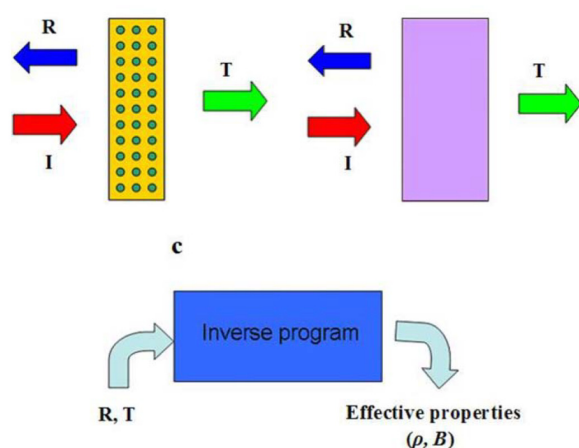 R
T
I
R
T
I
c
Inverse program
R, T
Effective properties
(ρ, B)